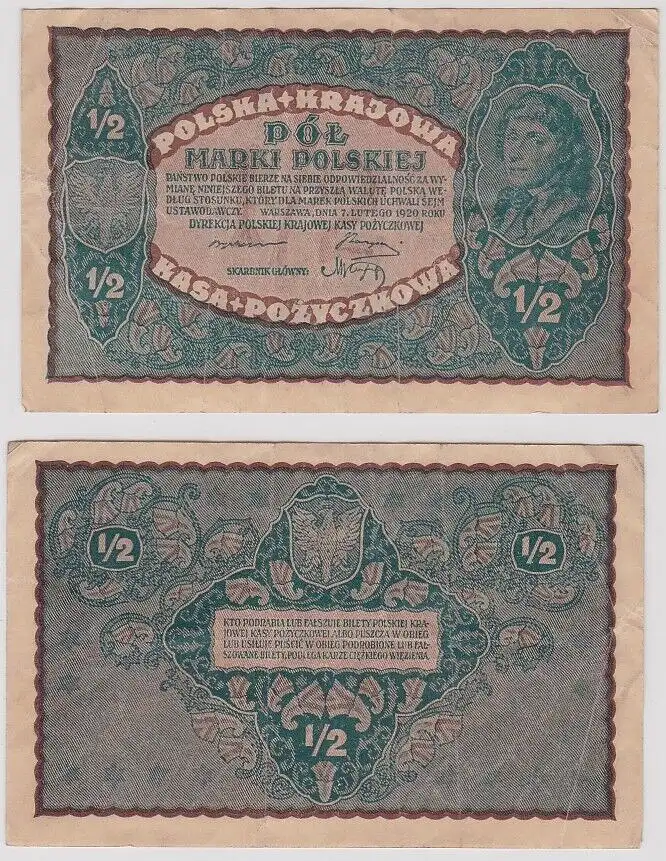 POLSKA+KRAJOWA
1/2
PÓŁ
MARKI POLSKIEJ
PAŃSTWO POLSKIE BIERZE NA SIEBIE ODPOWIEDZIALNOŚĆ ZA WY-
MIANĘ NINIEJSZEGO BILETU NA PRZYSZŁĄ WALUTĘ POLSKĄ WE-
DŁUG STOSUNKU, KTÓRY DLA MAREK POLSKICH UCHWALI SEJM
USTAWODAWCZY. WARSZAWA, DNIA 7. LUTEGO 1920 ROKU
DYREKCJA POLSKIEJ KRAJOWEJ KASY POŻYCZKOWEJ
SKARBNIK GŁÓWNY:
1/2
1/2
KASA+POŻYCZKOWA
1/2
1/2
KTO PODRABIA LUB FAŁSZUJE BILETY POLSKIEJ KRA-
JOWEJ KASY POŻYCZKOWEJ ALBO PUSZCZA W OBIEG
LUB USIŁUJE PUŚCIĆ W OBIEG PODROBIONE LUB FAŁ-
SZOWANE BILETY, PODLEGA KARZE CIĘŻKIEGO WIĘZIENIA.
1/2